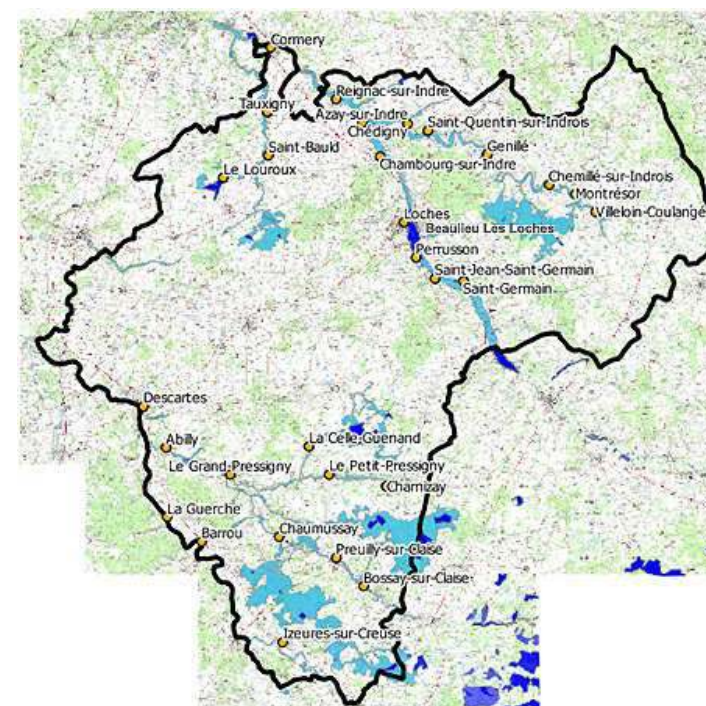 Cormery
Reignac-sur-Indre
Tauxigny
Azay-sur-Indre
Saint-Quentin-sur-Indrois
Chédigny
Saint-Bauld
Genillé
Chambourg-sur-Indre
Le Louroux
Chemillé-sur-Indrois
Montrésor
Villeloin-Coulangé
Loches
Beaulieu Les Loches
Perrusson
Saint-Jean-Saint-Germain
Saint-Germain
Descartes
Abilly
La Celle-Guenand
Le Grand-Pressigny
Le Petit-Pressigny
Charnizay
La Guerche
Chaumussay
Barrou
Preuilly-sur-Claise
Bossay-sur-Claise
Izeures-sur-Creuse